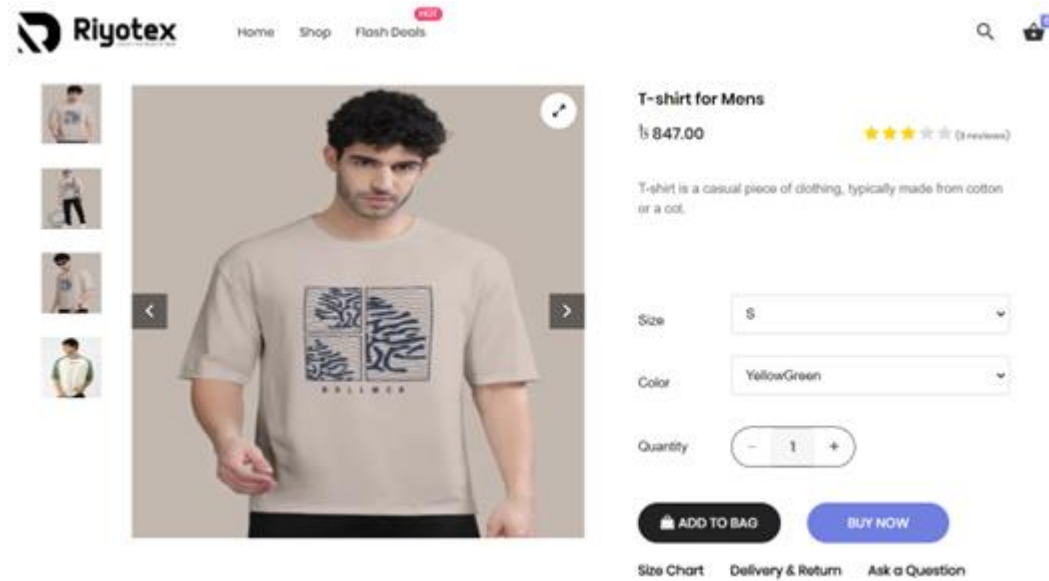 Riyotex
Home Shop Flash Deals
HOT
T-shirt for Mens
৳ 847.00
(3 reviews)
T-shirt is a casual piece of clothing, typically made from cotton
or a cot.
Size S
Color YellowGreen
Quantity - 1 +
ADD TO BAG BUY NOW
Size Chart Delivery & Return Ask a Question